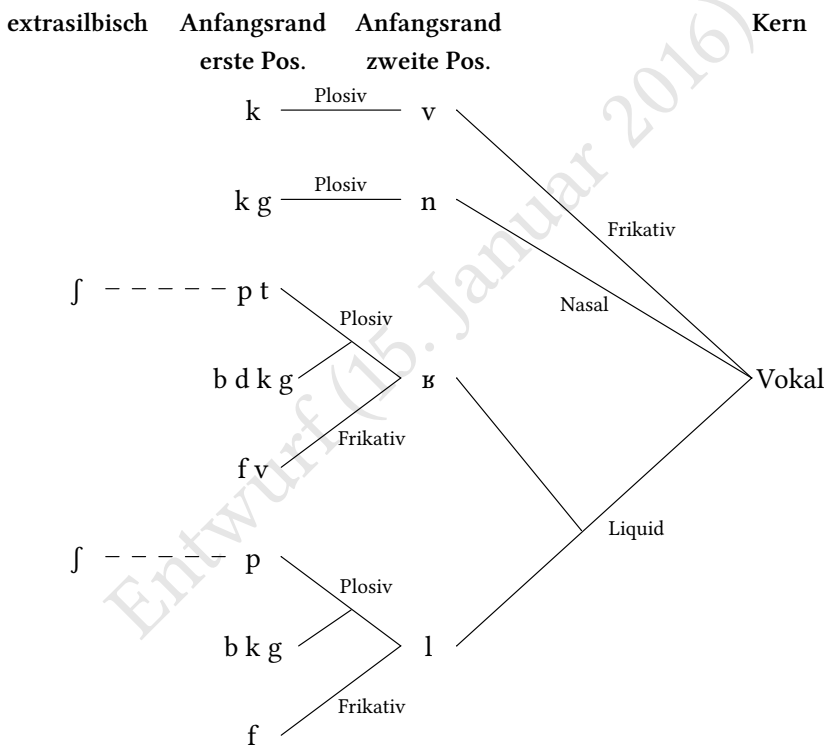 extrasilbisch Anfangsrand Anfangsrand Kern
erste Pos. zweite Pos.
k Plosiv v
k g Plosiv n
Frikativ
ʃ p t
Nasal
Plosiv
b d k g ʁ Vokal
Frikativ
f v
Liquid
ʃ p
Plosiv
b k g l
Frikativ
f
Entwurf (15. Januar 2016)